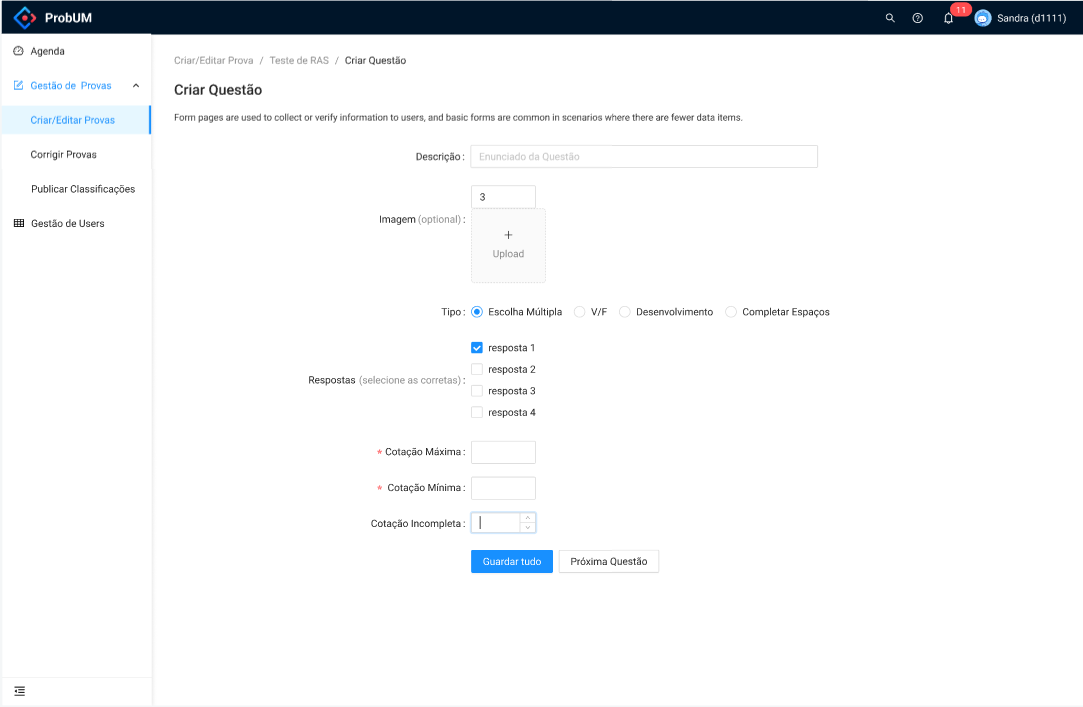 ProbUM
11
Sandra (d1111)
Agenda
Gestão de Provas
Criar/Editar Provas
Corrigir Provas
Publicar Classificações
Gestão de Users
Criar/Editar Prova / Teste de RAS / Criar Questão
Criar Questão
Form pages are used to collect or verify information to users, and basic forms are common in scenarios where there are fewer data items.
Descrição :
Enunciado da Questão
3
Imagem (optional) :
+
Upload
Tipo : Escolha Múltipla V/F Desenvolvimento Completar Espaços
resposta 1
resposta 2
Respostas (selecione as corretas) :
resposta 3
resposta 4
* Cotação Máxima :
* Cotação Mínima :
Cotação Incompleta :
Guardar tudo Próxima Questão